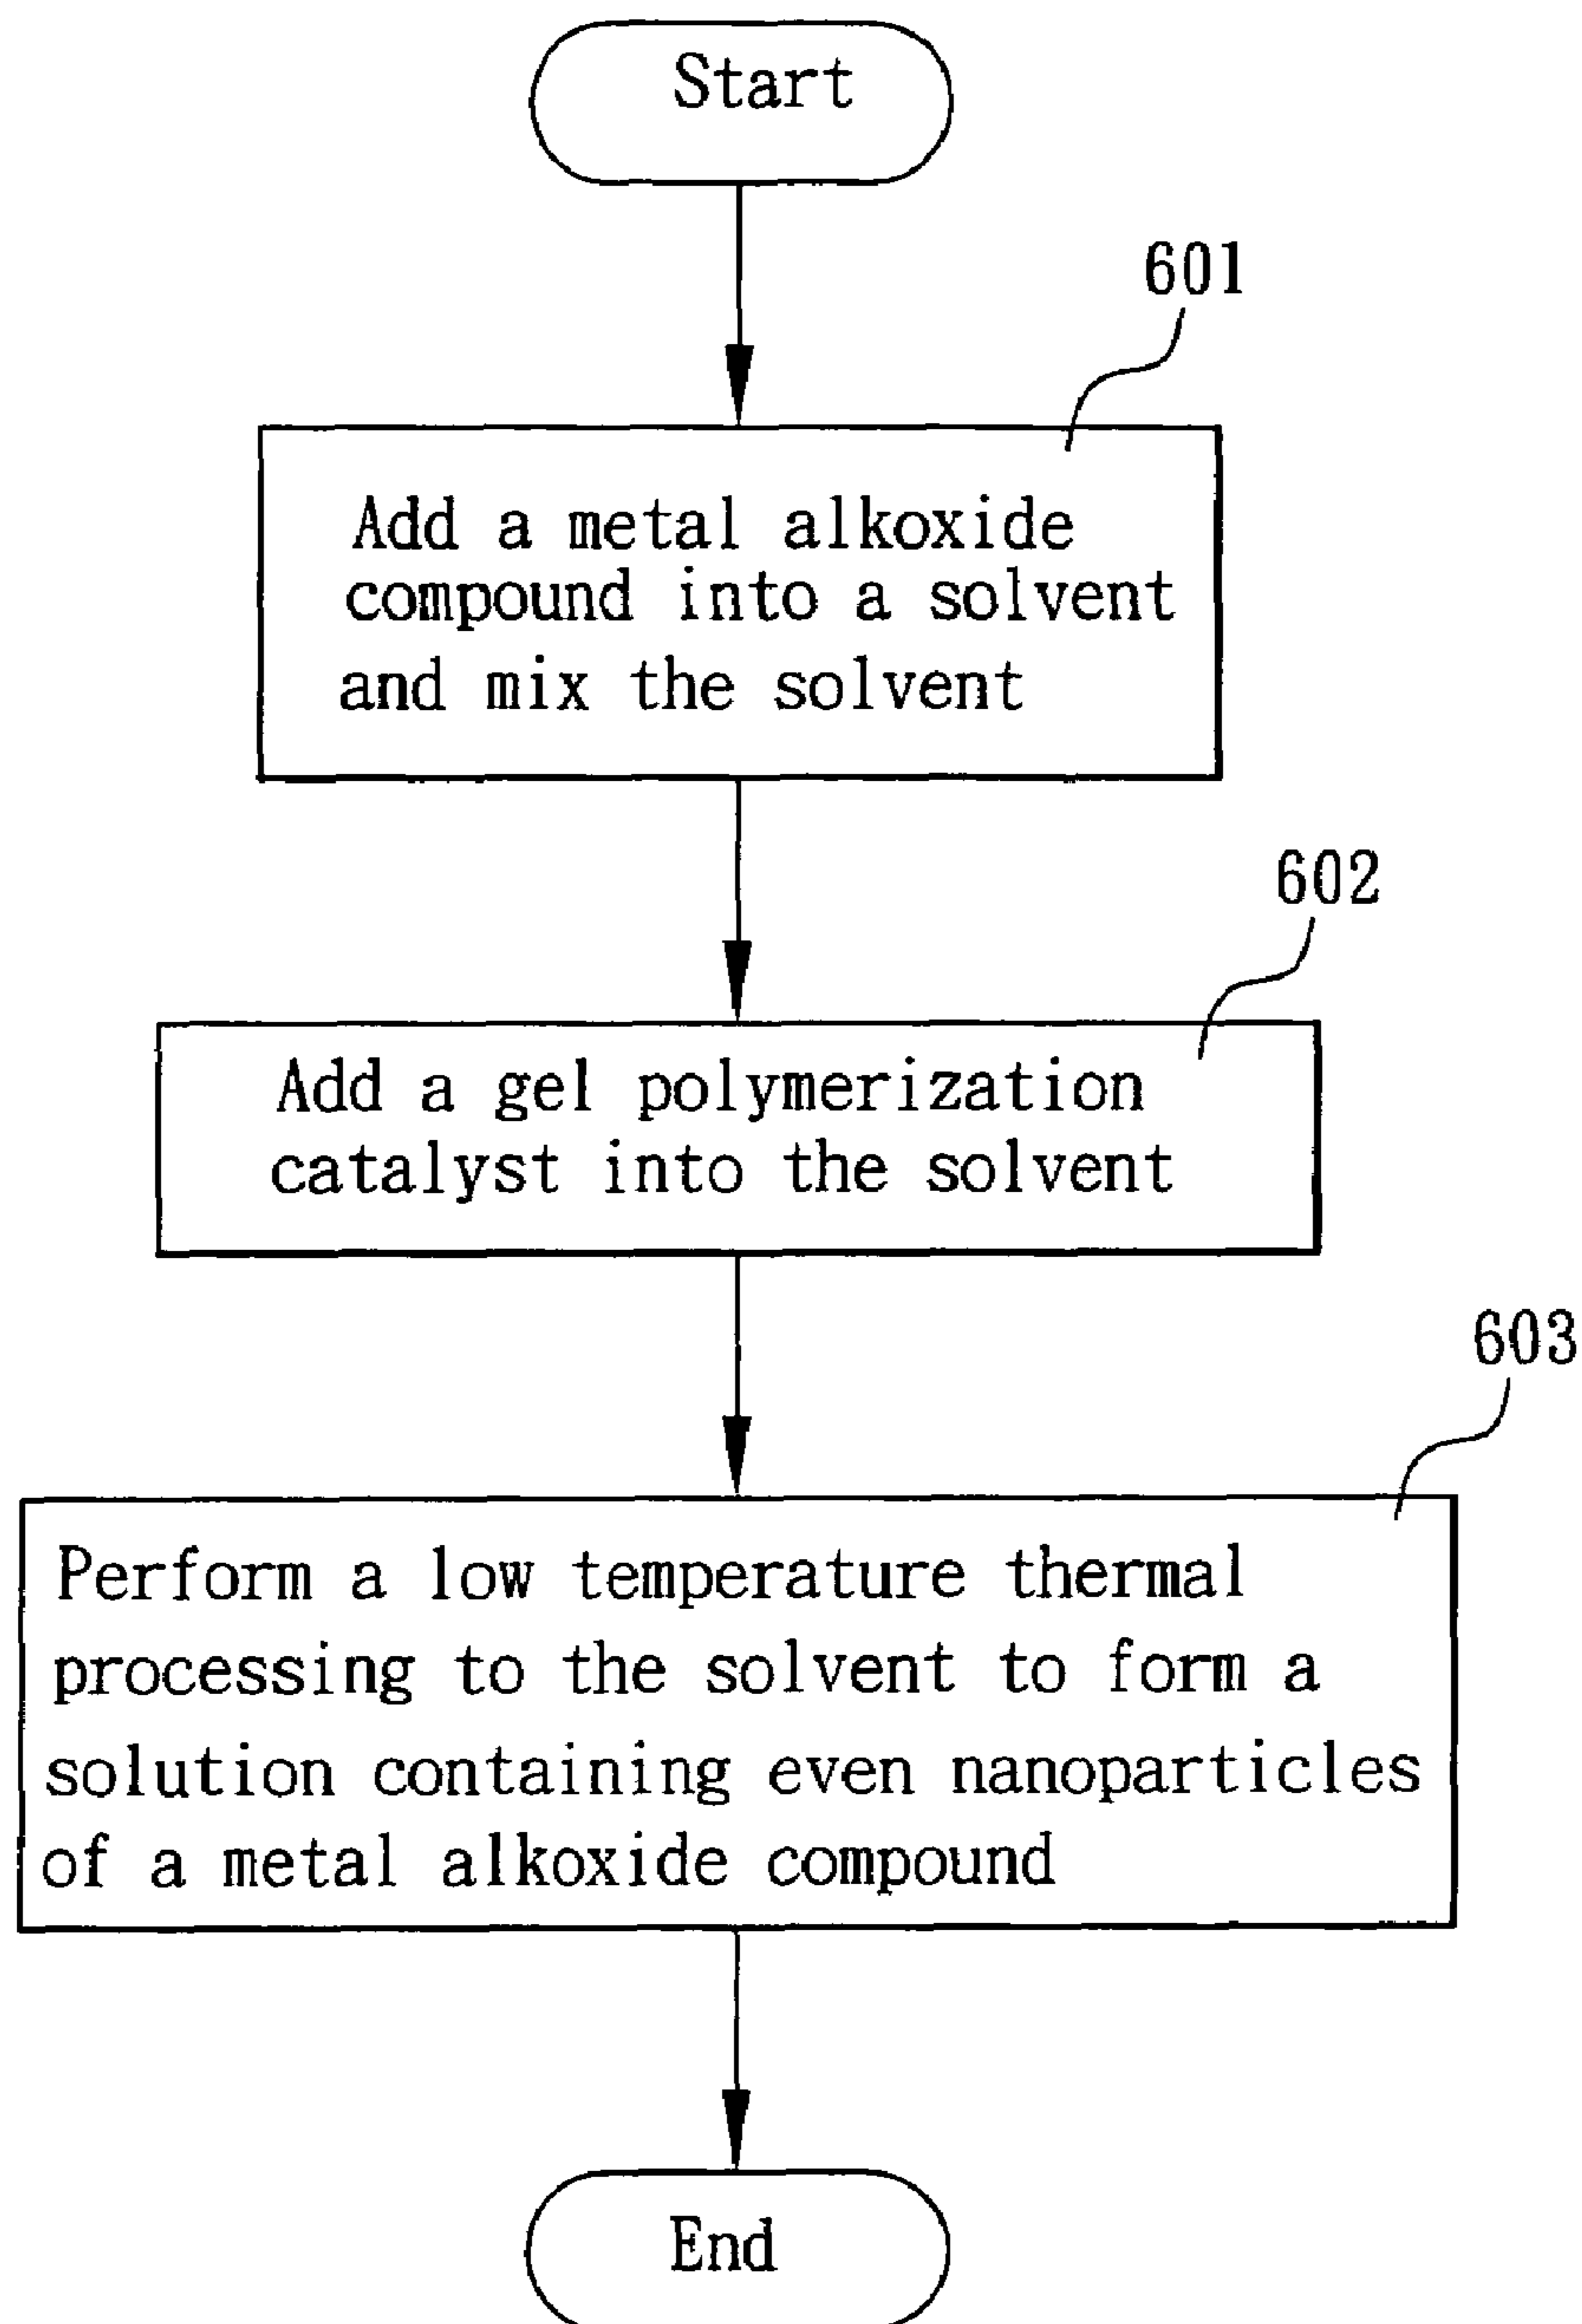 Start
601
Add a metal alkoxide
compound into a solvent
and mix the solvent
602
Add a gel polymerization
catalyst into the solvent
603
Perform a low temperature thermal
processing to the solvent to form a
solution containing even nanoparticles
of a metal alkoxide compound
End